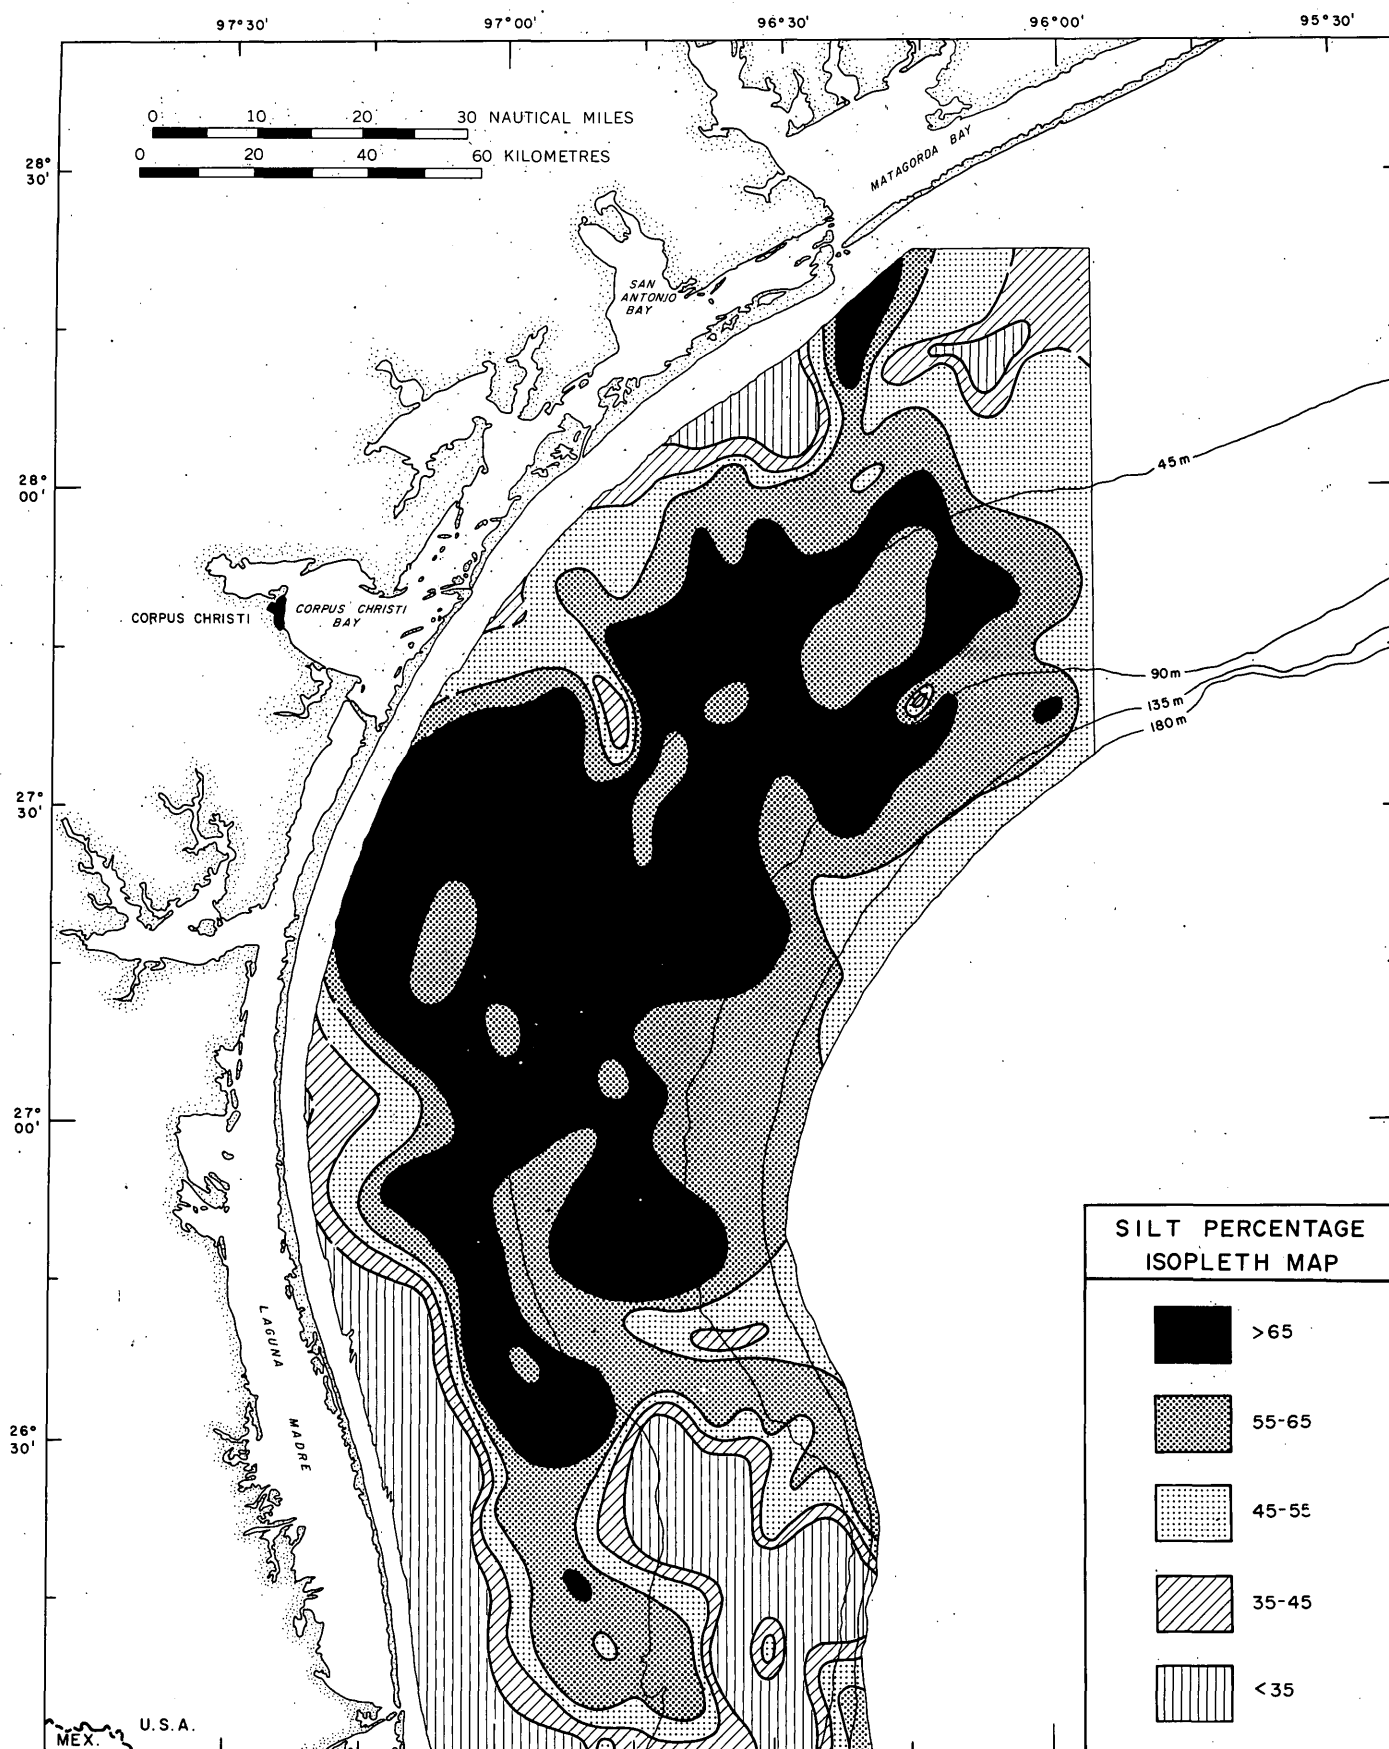 97°30' 97°00' 96°30' 96°00' 95°30'
0 10 20 30 NAUTICAL MILES
0 20 40 60 KILOMETRES
28°
30'
MATAGORDA BAY
SAN
ANTONIO
BAY
28°
00'
45m
CORPUS CHRISTI
CORPUS CHRISTI
BAY
90m
135m
180m
27°
30'
27°
00'
SILT PERCENTAGE
ISOPLETH MAP
>65
55-65
45-55
35-45
<35
LAGUNA
MADRE
26°
30'
U.S.A.
MEX.